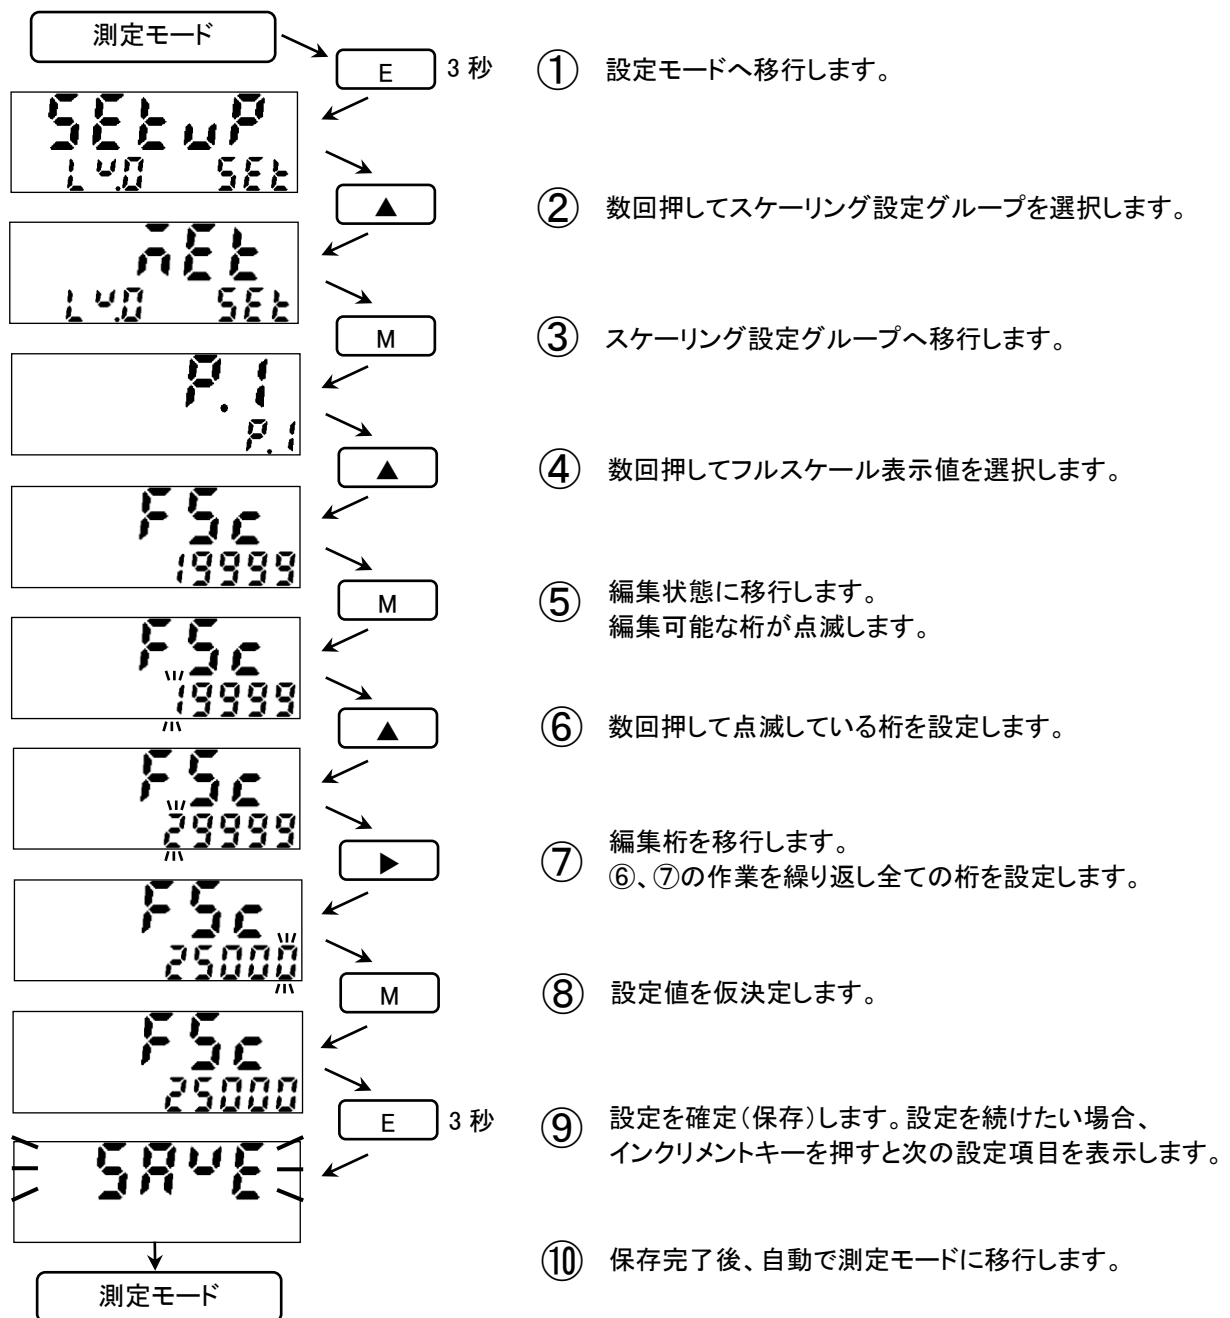 測定モード
E 3 秒 ① 設定モードへ移行します。
SEtuP
Lv.0 SEt
▲ ② 数回押してスケーリング設定グループを選択します。
mEt
Lv.0 SEt
M ③ スケーリング設定グループへ移行します。
P.1
P.1
▲ ④ 数回押してフルスケール表示値を選択します。
FSc
19999
M ⑤ 編集状態に移行します。
編集可能な桁が点滅します。
FSc
19999
▲ ⑥ 数回押して点滅している桁を設定します。
FSc
29999
▶ ⑦ 編集桁を移行します。
⑥、⑦の作業を繰り返し全ての桁を設定します。
FSc
25000
M ⑧ 設定値を仮決定します。
FSc
25000
E 3 秒 ⑨ 設定を確定(保存)します。設定を続けたい場合、
インクリメントキーを押すと次の設定項目を表示します。
SAvE
⑩ 保存完了後、自動で測定モードに移行します。
測定モード